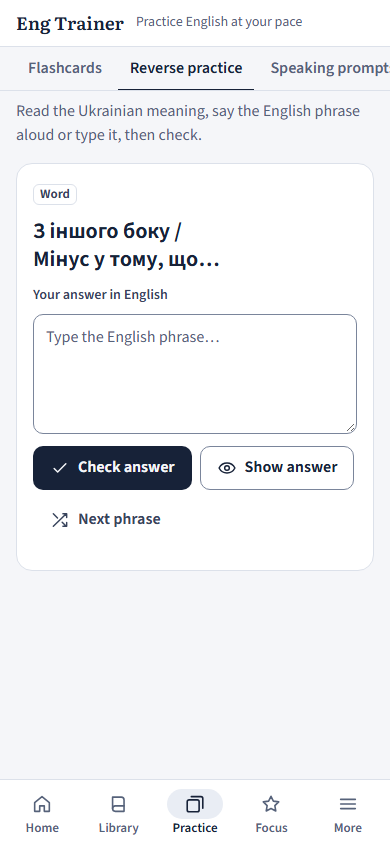 Eng Trainer Practice English at your pace
Flashcards Reverse practice Speaking prompts
Read the Ukrainian meaning, say the English phrase
aloud or type it, then check.
Word
З іншого боку /
Мінус у тому, що…
Your answer in English
Type the English phrase…
Check answer Show answer
Next phrase
Home Library Practice Focus More